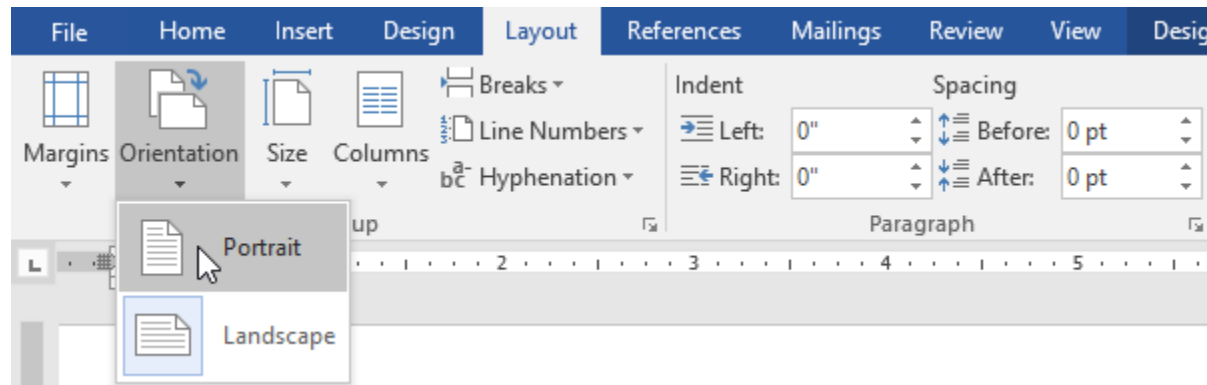 File Home Insert Design Layout References Mailings Review View Desig
Breaks Indent Spacing
Line Numbers Left: 0" Before: 0 pt
Margins Orientation Size Columns
Hyphenation Right: 0" After: 0 pt
up Paragraph
Portrait
L 2 3 4 5
Landscape